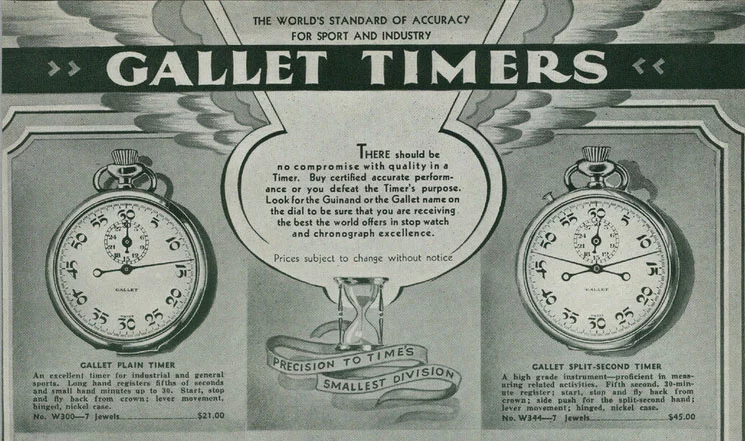 THE WORLD'S STANDARD OF ACCURACY
FOR SPORT AND INDUSTRY
GALLET TIMERS
THERE should be
no compromise with quality in a
Timer. Buy certified accurate perform-
ance or you defeat the Timer's purpose.
Look for the Guinand or the Gallet name on
the dial to be sure that you are receiving
the best the world offers in stop watch
and chronograph excellence.
Prices subject to change without notice
GALLET
GALLET
PRECISION TO TIME'S
SMALLEST DIVISION
GALLET PLAIN TIMER
An excellent timer for industrial and general
sports. Long hand registers fifths of seconds
and small hand minutes up to 30. Start, stop
and fly back from crown; lever movement,
hinged, nickel case.
No. W300—7 Jewels $21.00
GALLET SPLIT-SECOND TIMER
A high grade instrument—proficient in meas-
uring related activities. Fifth second, 30-min-
ute register; start, stop and fly back from
crown; side push for the split-second hand;
lever movement; hinged, nickel case.
No. W344—7 Jewels $45.00